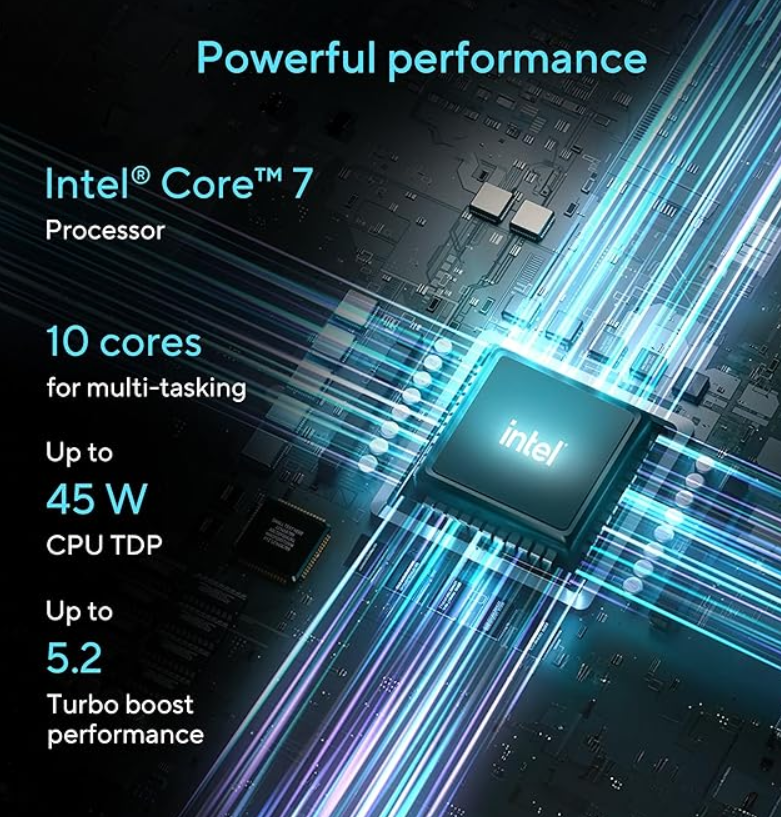 Powerful performance
Intel® Core™ 7
Processor
10 cores
for multi-tasking
Up to
45 W
CPU TDP
Up to
5.2
Turbo boost
performance
intel